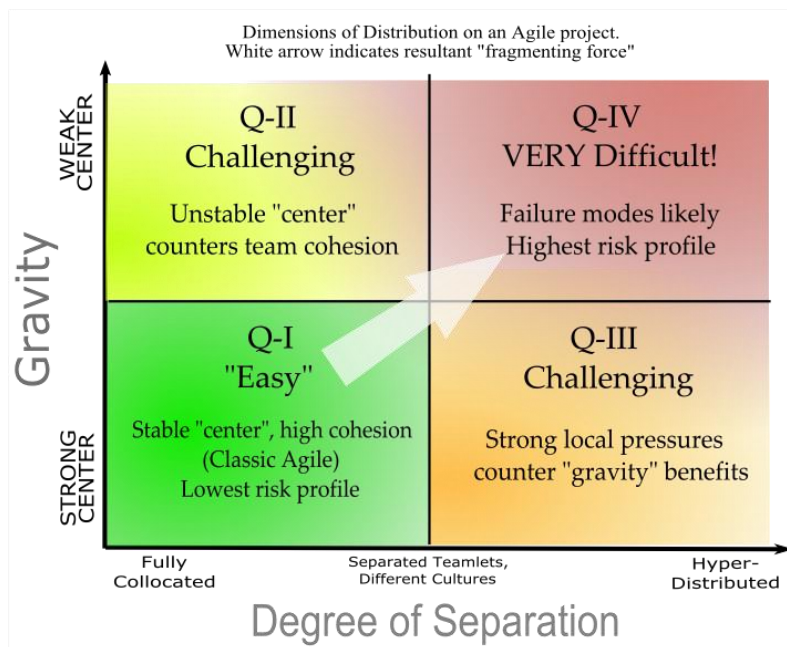 Dimensions of Distribution on an Agile project.
White arrow indicates resultant "fragmenting force"
Gravity
WEAK
CENTER
STRONG
CENTER
Q-II
Challenging
Unstable "center"
counters team cohesion
Q-IV
VERY Difficult!
Failure modes likely
Highest risk profile
Q-I
"Easy"
Stable "center", high cohesion
(Classic Agile)
Lowest risk profile
Q-III
Challenging
Strong local pressures
counter "gravity" benefits
Fully
Collocated
Separated Teamlets,
Different Cultures
Hyper-
Distributed
Degree of Separation